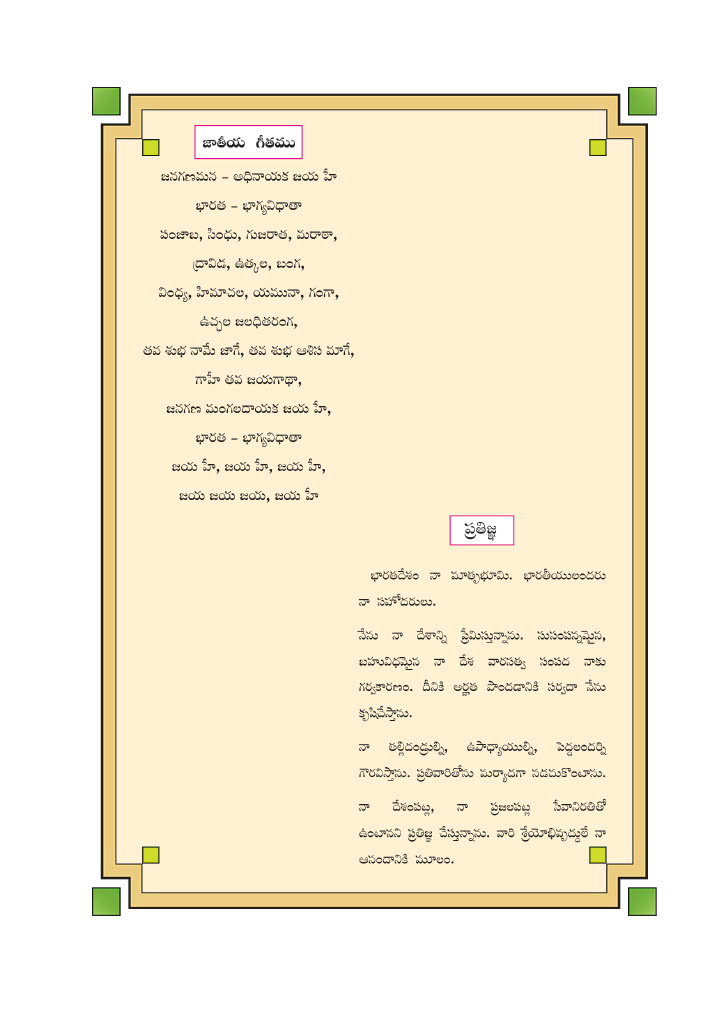 జాతీయ గీతము
జనగణమన – అధినాయక జయ హే
భారత – భాగ్యవిధాతా
పంజాబ, సింధు, గుజరాత, మరాఠా,
ద్రావిడ, ఉత్కల, బంగ,
వింధ్య, హిమాచల, యమునా, గంగా,
ఉచ్ఛల జలధితరంగ,
తవ శుభ నామే జాగే, తవ శుభ ఆశిస మాగే,
గాహే తవ జయగాథా,
జనగణ మంగలదాయక జయ హే,
భారత – భాగ్యవిధాతా
జయ హే, జయ హే, జయ హే,
జయ జయ జయ, జయ హే
ప్రతిజ్ఞ
భారతదేశం నా మాతృభూమి. భారతీయులందరు
నా సహోదరులు.
నేను నా దేశాన్ని ప్రేమిస్తున్నాను. సుసంపన్నమైన,
బహువిధమైన నా దేశ వారసత్వ సంపద నాకు
గర్వకారణం. దీనికి అర్హత పొందడానికి సర్వదా నేను
కృషిచేస్తాను.
నా తల్లిదండ్రుల్ని, ఉపాధ్యాయుల్ని, పెద్దలందర్ని
గౌరవిస్తాను. ప్రతివారితోను మర్యాదగా నడచుకొంటాను.
నా దేశంపట్ల, నా ప్రజలపట్ల సేవానిరతితో
ఉంటానని ప్రతిజ్ఞ చేస్తున్నాను. వారి శ్రేయోభివృద్ధులే నా
ఆనందానికి మూలం.